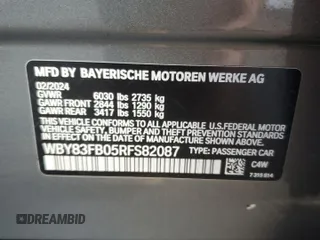 MFD BY BAYERISCHE MOTOREN WERKE AG
02/2024
GVWR 6030 lbs 2735 kg
GAWR FRONT 2844 lbs 1290 kg
GAWR REAR 3417 lbs 1550 kg
THIS VEHICLE CONFORMS TO ALL APPLICABLE U.S. FEDERAL MOTOR
VEHICLE SAFETY, BUMPER, AND THEFT PREVENTION STANDARDS
IN EFFECT ON THE DATE OF MANUFACTURE SHOWN ABOVE.
WBY83FB05RFS82087
TYPE: PASSENGER CAR
C4W